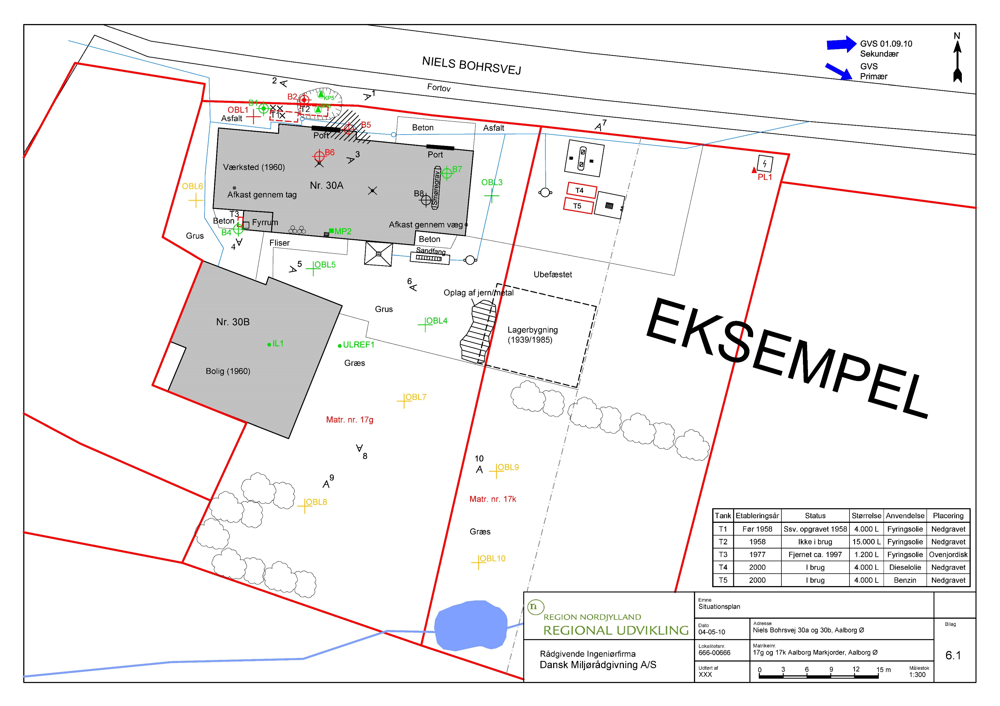 GVS 01.09.10
Sekundær
GVS
Primær
N
NIELS BOHRSVEJ
Fortov
2
1
B2
KP5
B1
OBL1
T1
T2
Asfalt
B5
Port
Beton
Asfalt
7
Port
B6
3
Værksted (1960)
Nr. 30A
B7
Smøregrav
B8
OBL3
OBL6
Afkast gennem tag
T4
T5
PL1
T3
Beton
Fyrrum
B4
MP2
Afkast gennem væg
Grus
4
Fliser
Beton
Sandfang
5
OBL5
6
Ubefæstet
Oplag af jern/metal
Grus
OBL4
Nr. 30B
Lagerbygning
(1939/1985)
IL1
ULREF1
Græs
Bolig (1960)
EKSEMPEL
OBL7
Matr. nr. 17g
8
10
OBL9
9
OBL8
Matr. nr. 17k
Græs
OBL10
Tank Etableringsår Status Størrelse Anvendelse Placering
T1 Før 1958 Ssv. opgravet 1958 4.000 L Fyringsolie Nedgravet
T2 1958 Ikke i brug 15.000 L Fyringsolie Nedgravet
T3 1977 Fjernet ca. 1997 1.200 L Fyringsolie Ovenjordisk
T4 2000 I brug 4.000 L Dieselolie Nedgravet
T5 2000 I brug 4.000 L Benzin Nedgravet
REGION NORDJYLLAND
REGIONAL UDVIKLING
Rådgivende Ingeniørfirma
Dansk Miljørådgivning A/S
Emne
Situationsplan
Dato
04-05-10
Adresse
Niels Bohrsvej 30a og 30b, Aalborg Ø
Bilag
6.1
Lokalitetsnr.
666-00666
Matrikelnr.
17g og 17k Aalborg Markjorder, Aalborg Ø
Udført af
XXX
0 3 6 9 12 15 m
Målestok
1:300